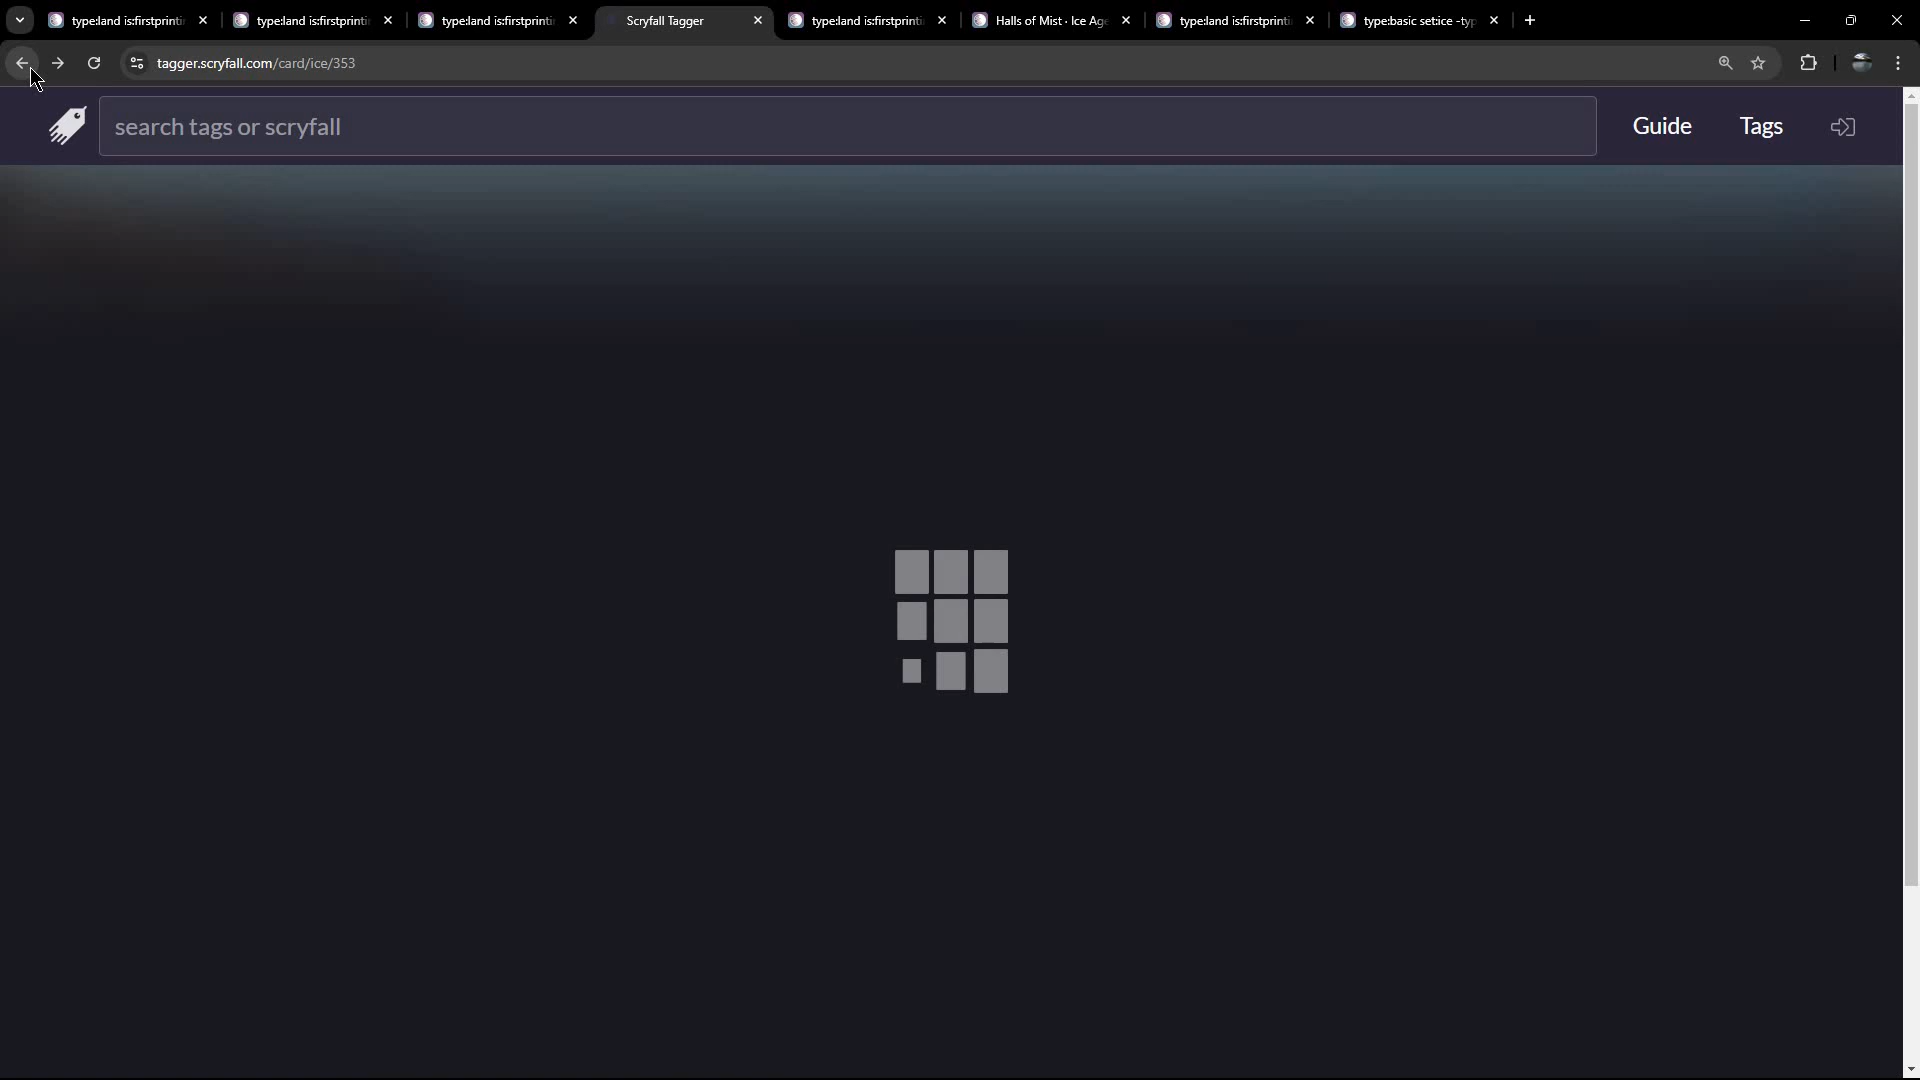 type:land is:firstprinti
type:land is:firstprinti
type:land is:firstprinti
Scryfall Tagger
type:land is:firstprinti
Halls of Mist · Ice Age
type:land is:firstprinti
type:basic set:ice -typ
tagger.scryfall.com/card/ice/353
search tags or scryfall
Guide
Tags